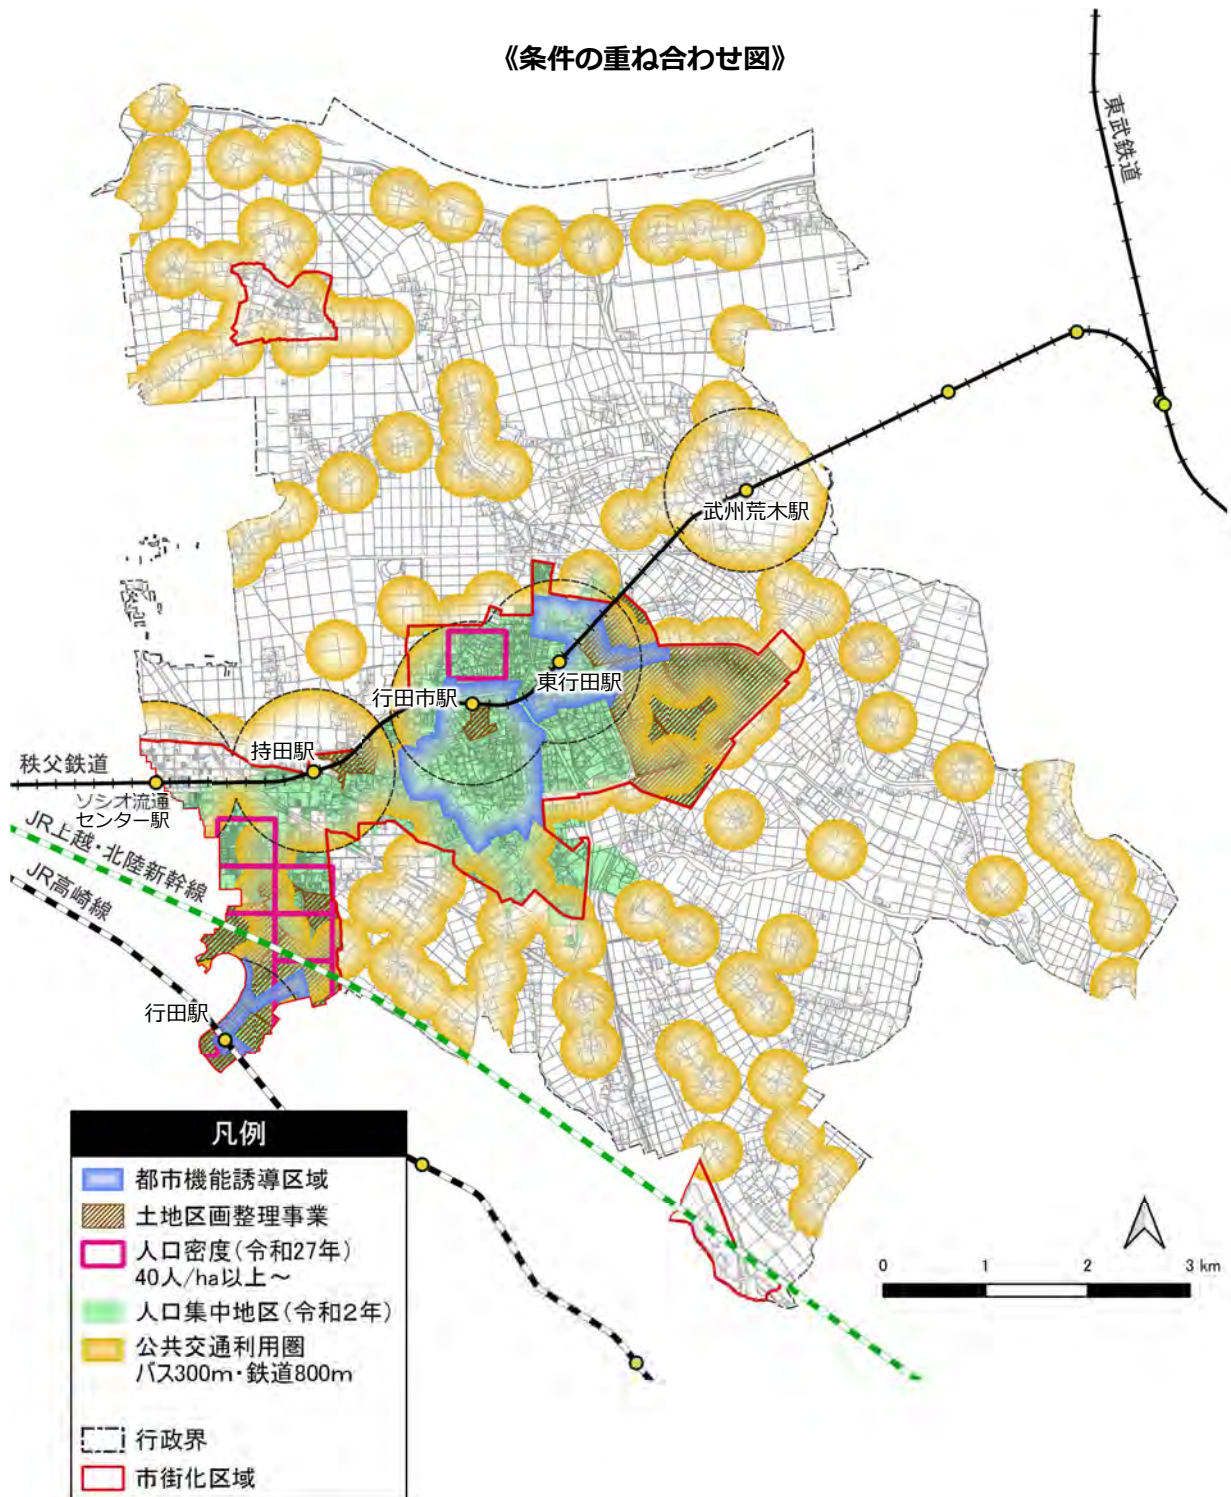 《条件の重ね合わせ図》
東武鉄道
武州荒木駅
東行田駅
行田市駅
持田駅
秩父鉄道
ソシオ流通
センター駅
JR上越・北陸新幹線
JR高崎線
行田駅
凡例
都市機能誘導区域
土地区画整理事業
人口密度(令和27年)
40人/ha以上～
人口集中地区(令和2年)
公共交通利用圏
バス300m・鉄道800m
行政界
市街化区域
0 1 2 3 km